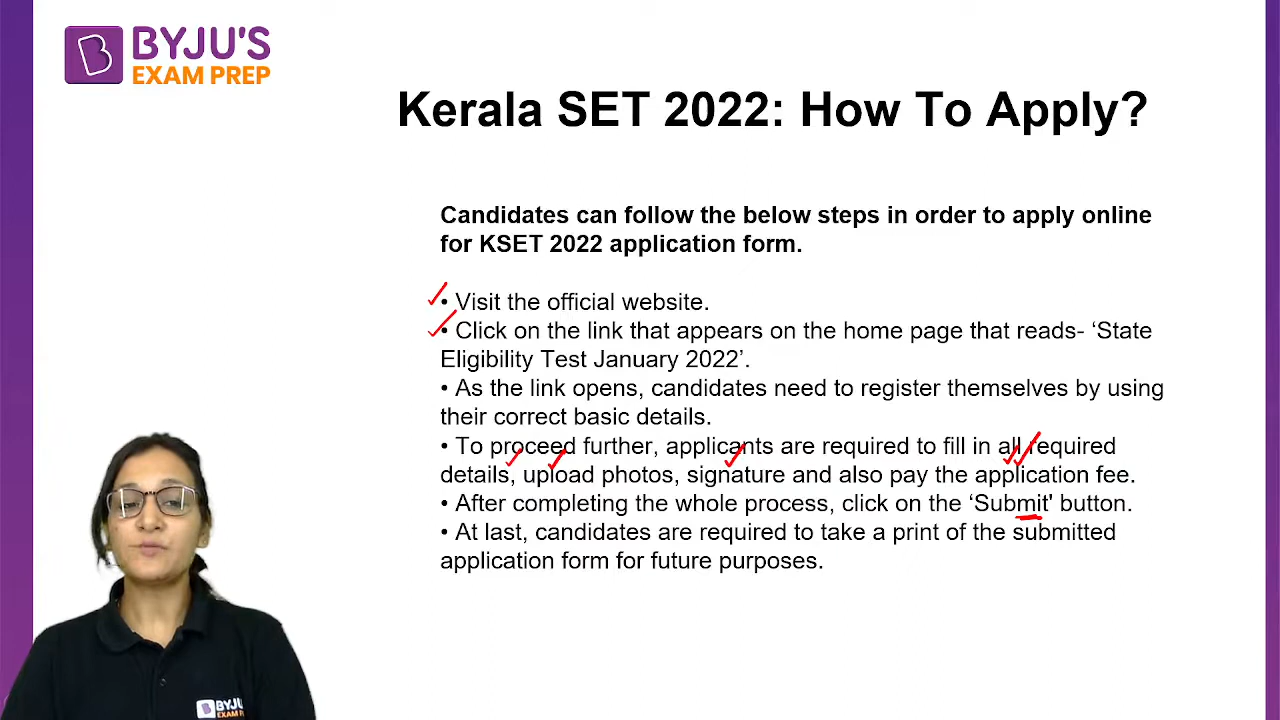 BYJU'S
EXAM PREP
Kerala SET 2022: How To Apply?
Candidates can follow the below steps in order to apply online
for KSET 2022 application form.
• Visit the official website.
• Click on the link that appears on the home page that reads- ‘State
Eligibility Test January 2022’.
• As the link opens, candidates need to register themselves by using
their correct basic details.
• To proceed further, applicants are required to fill in all required
details, upload photos, signature and also pay the application fee.
• After completing the whole process, click on the ‘Submit' button.
• At last, candidates are required to take a print of the submitted
application form for future purposes.
BYJU
EXAM PREP